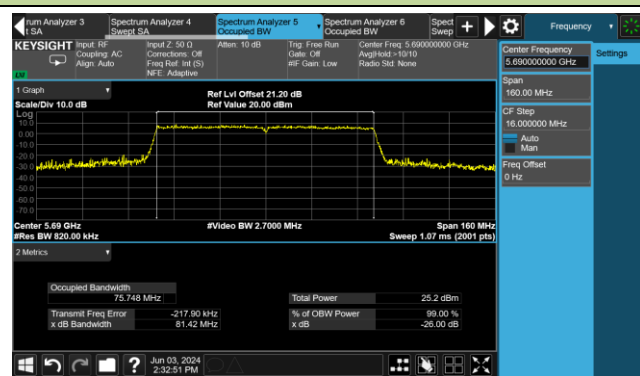 rum Analyzer 3
t SA
Spectrum Analyzer 4
Swept SA
Spectrum Analyzer 5
Occupied BW
Spectrum Analyzer 6
Occupied BW
Spect
Swep
+
Frequency
KEYSIGHT
Input: RF
Coupling: AC
Align: Auto
Input Z: 50 Ω
Corrections: Off
Freq Ref: Int (S)
NFE: Adaptive
Atten: 10 dB
Trig: Free Run
Gate: Off
#IF Gain: Low
Center Freq: 5.690000000 GHz
Avg|Hold:>10/10
Radio Std: None
Center Frequency
5.690000000 GHz
Settings
Span
160.00 MHz
CF Step
16.000000 MHz
Auto
Man
Freq Offset
0 Hz
1 Graph
Scale/Div 10.0 dB
Ref Lvl Offset 21.20 dB
Ref Value 20.00 dBm
Log
10.0
0.00
-10.0
-20.0
-30.0
-40.0
-50.0
-60.0
-70.0
Center 5.69 GHz
#Res BW 820.00 kHz
#Video BW 2.7000 MHz
Span 160 MHz
Sweep 1.07 ms (2001 pts)
2 Metrics
Occupied Bandwidth
75.748 MHz
Total Power 25.2 dBm
Transmit Freq Error -217.90 kHz
% of OBW Power 99.00 %
x dB Bandwidth 81.42 MHz
x dB -26.00 dB
?
Jun 03, 2024
2:32:51 PM